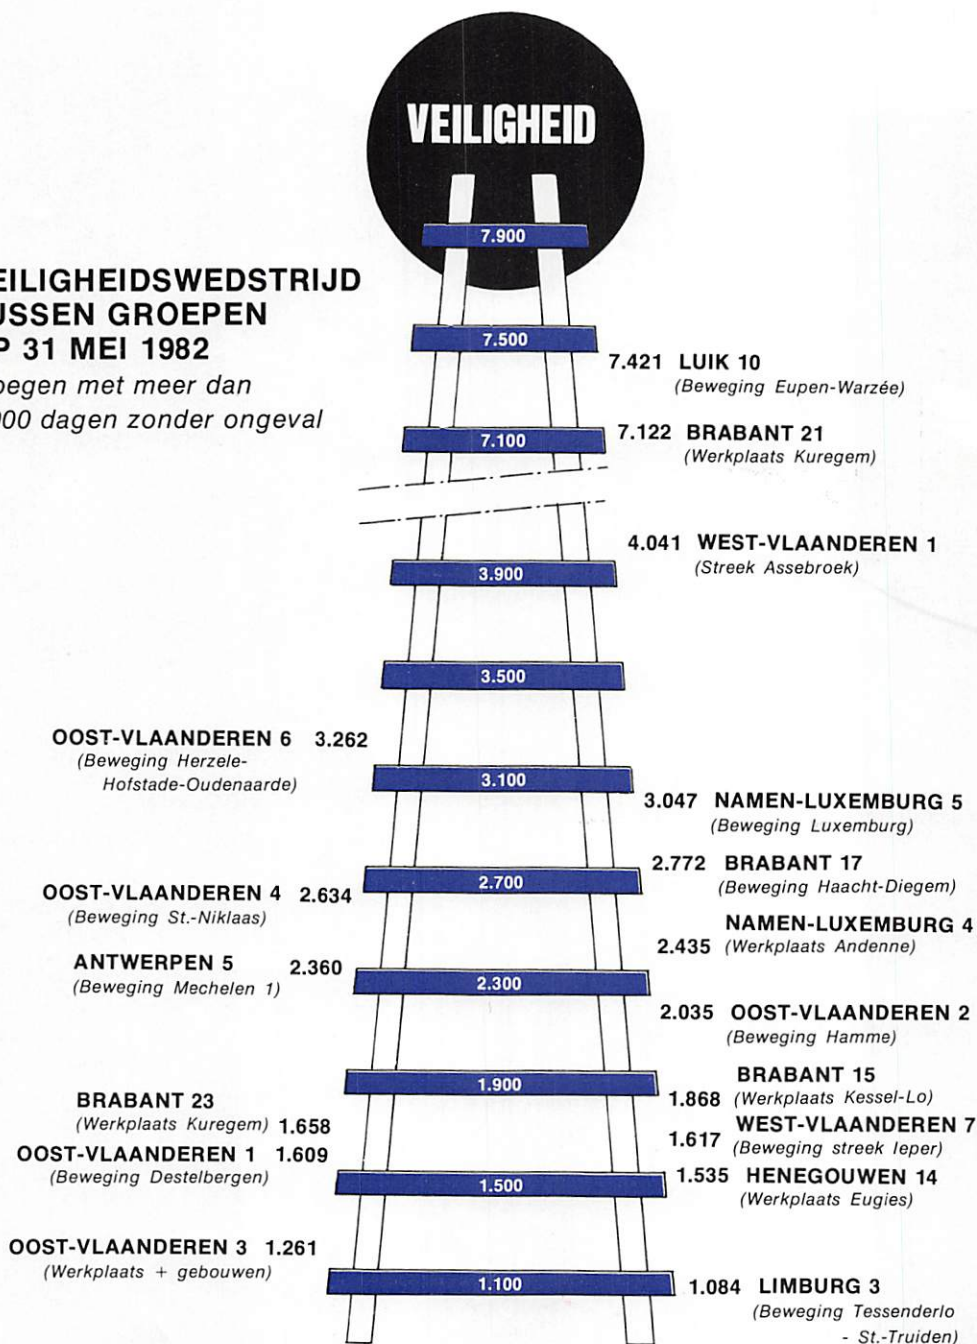 VEILIGHEID
7.900
EILIGHEIDSWEDSTRIJD
USSEN GROEPEN
P 31 MEI 1982
oegen met meer dan
000 dagen zonder ongeval
7.500
7.421 LUIK 10
(Beweging Eupen-Warzée)
7.100
7.122 BRABANT 21
(Werkplaats Kuregem)
4.041 WEST-VLAANDEREN 1
(Streek Assebroek)
3.900
3.500
OOST-VLAANDEREN 6 3.262
(Beweging Herzele-
Hofstade-Oudenaarde)
3.100
3.047 NAMEN-LUXEMBURG 5
(Beweging Luxemburg)
2.772 BRABANT 17
(Beweging Haacht-Diegem)
2.700
OOST-VLAANDEREN 4 2.634
(Beweging St.-Niklaas)
NAMEN-LUXEMBURG 4
2.435 (Werkplaats Andenne)
ANTWERPEN 5 2.360
(Beweging Mechelen 1)
2.300
2.035 OOST-VLAANDEREN 2
(Beweging Hamme)
1.900
BRABANT 15
1.868 (Werkplaats Kessel-Lo)
BRABANT 23
(Werkplaats Kuregem) 1.658
WEST-VLAANDEREN 7
1.617 (Beweging streek Ieper)
OOST-VLAANDEREN 1 1.609
(Beweging Destelbergen)
1.500
1.535 HENEGOUWEN 14
(Werkplaats Eugies)
OOST-VLAANDEREN 3 1.261
(Werkplaats + gebouwen)
1.100
1.084 LIMBURG 3
(Beweging Tessenderlo
- St.-Truiden)